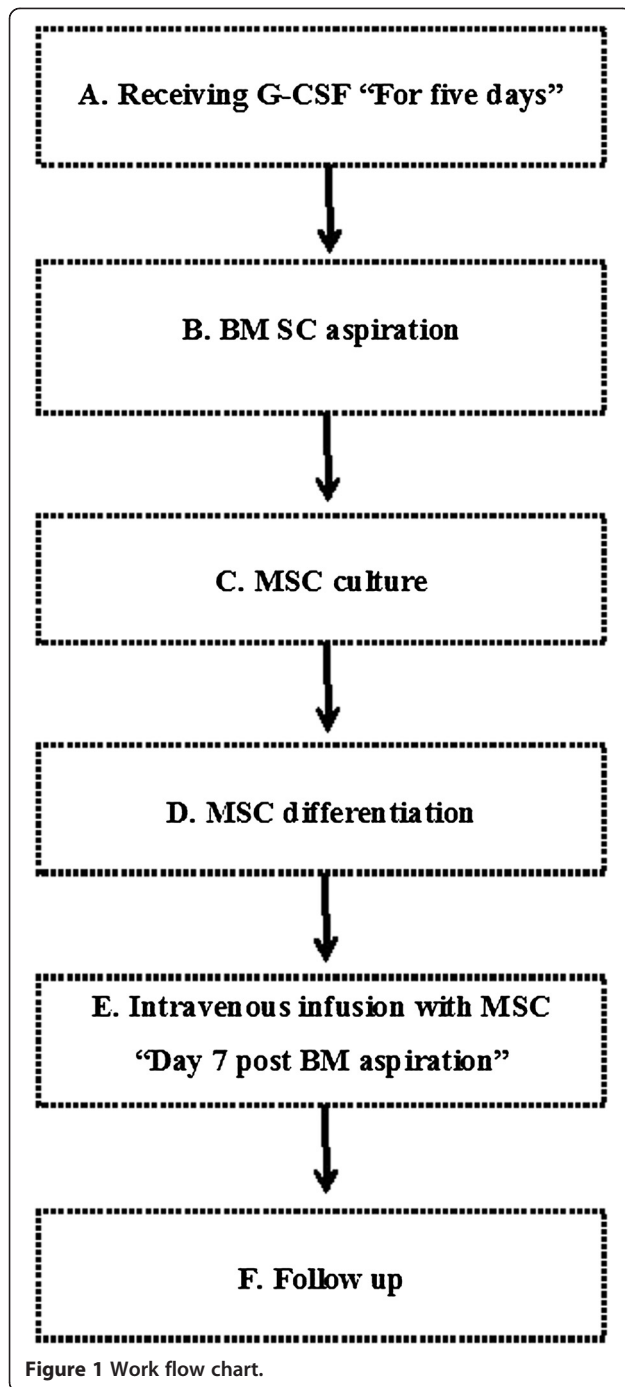 A. Receiving G-CSF “For five days”
B. BM SC aspiration
C. MSC culture
D. MSC differentiation
E. Intravenous infusion with MSC
“Day 7 post BM aspiration”
F. Follow up
Figure 1 Work flow chart.